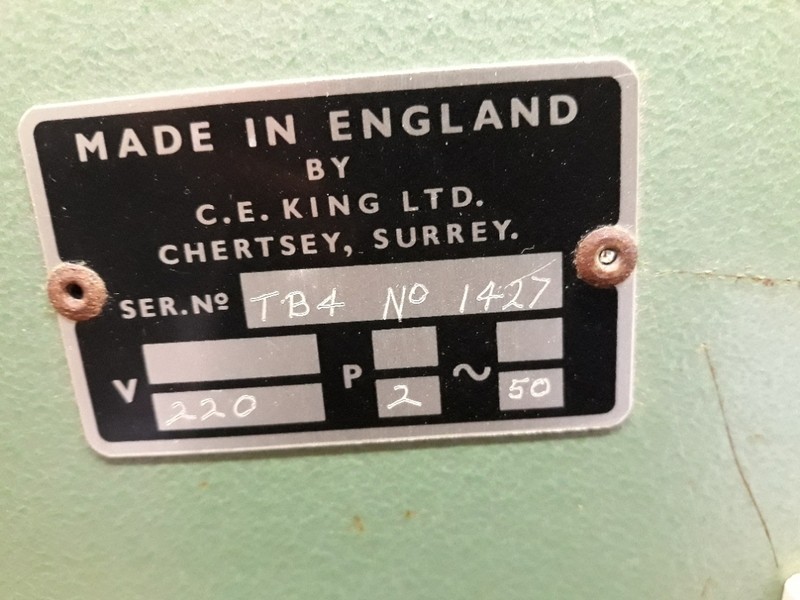 MADE IN ENGLAND
BY
C.E. KING LTD.
CHERTSEY, SURREY.
SER.Nº TB4 Nº 1427
V 220 P 2 ~ 50